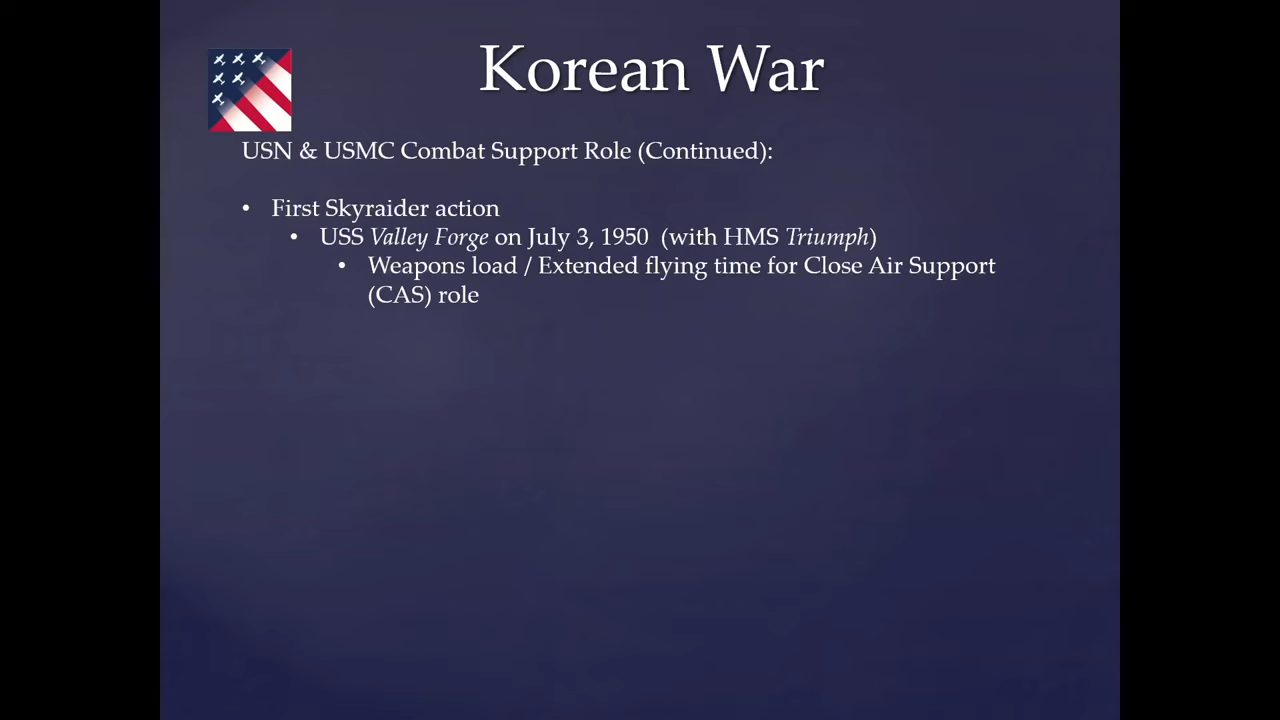 Korean War
USN & USMC Combat Support Role (Continued):
• First Skyraider action
• USS Valley Forge on July 3, 1950  (with HMS Triumph)
• Weapons load / Extended flying time for Close Air Support
(CAS) role